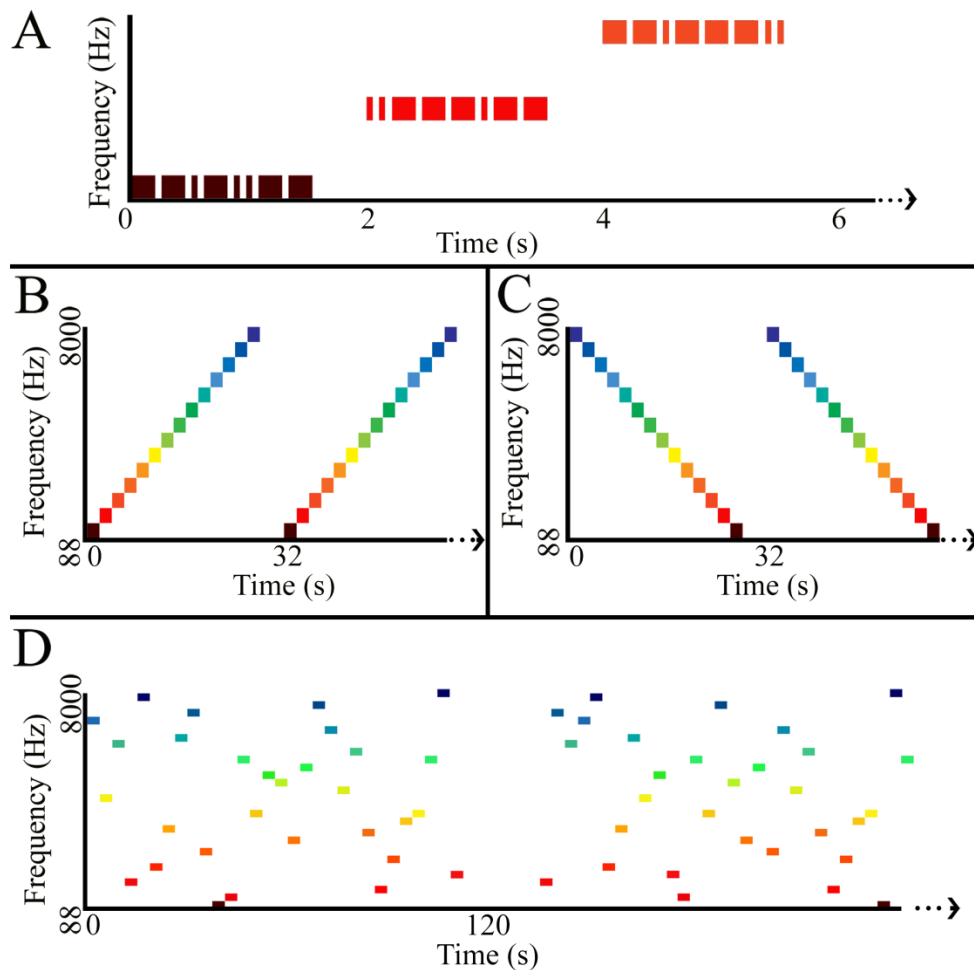 A
Frequency (Hz)
0 2 4 6
Time (s)
B
Frequency (Hz)
8000
88
0 32
Time (s)
C
Frequency (Hz)
8000
88
0 32
Time (s)
D
Frequency (Hz)
8000
88
0 120
Time (s)